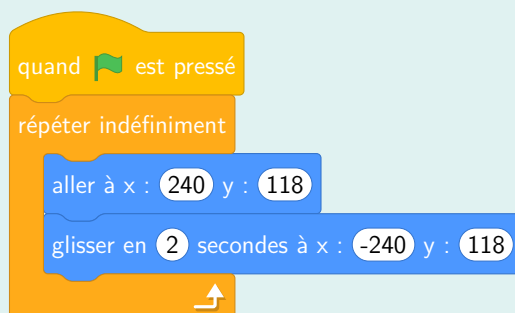 quand est pressé
répéter indéfiniment
aller à x : 240 y : 118
glisser en 2 secondes à x : -240 y : 118